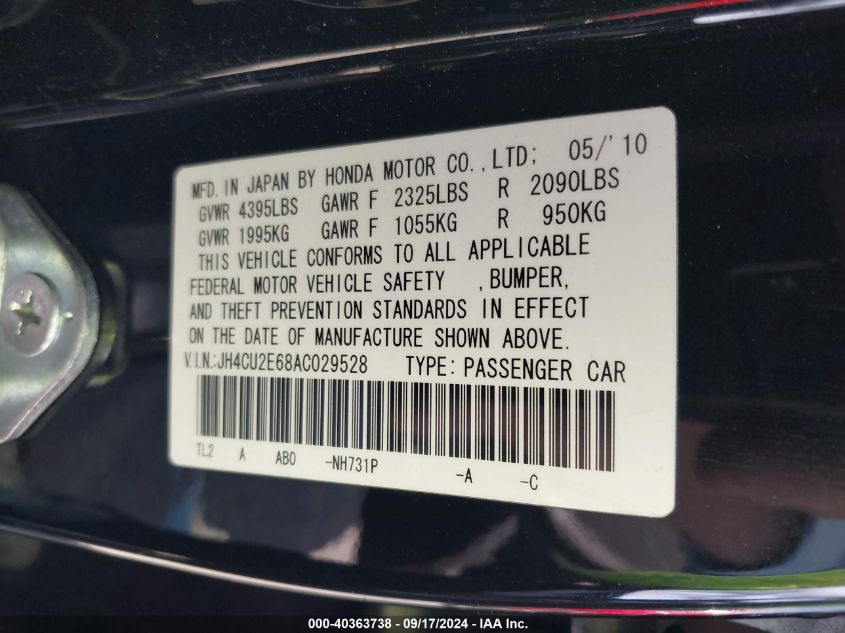 MFD. IN JAPAN BY HONDA MOTOR CO.,LTD; 05/'10
GVWR 4395LBS GAWR F 2325LBS R 2090LBS
GVWR 1995KG GAWR F 1055KG R 950KG
THIS VEHICLE CONFORMS TO ALL APPLICABLE
FEDERAL MOTOR VEHICLE SAFETY ,BUMPER,
AND THEFT PREVENTION STANDARDS IN EFFECT
ON THE DATE OF MANUFACTURE SHOWN ABOVE.
V.I.N.:JH4CU2E68AC029528 TYPE: PASSENGER CAR
TL2 A AB0 -NH731P -A -C
000-40363738 - 09/17/2024 - IAAI Inc.